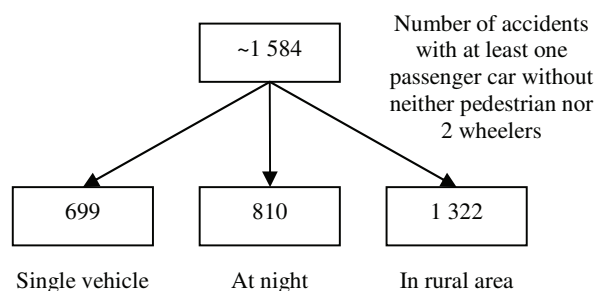 ~1 584
Number of accidents
with at least one
passenger car without
neither pedestrian nor
2 wheelers
699
810
1 322
Single vehicle
At night
In rural area